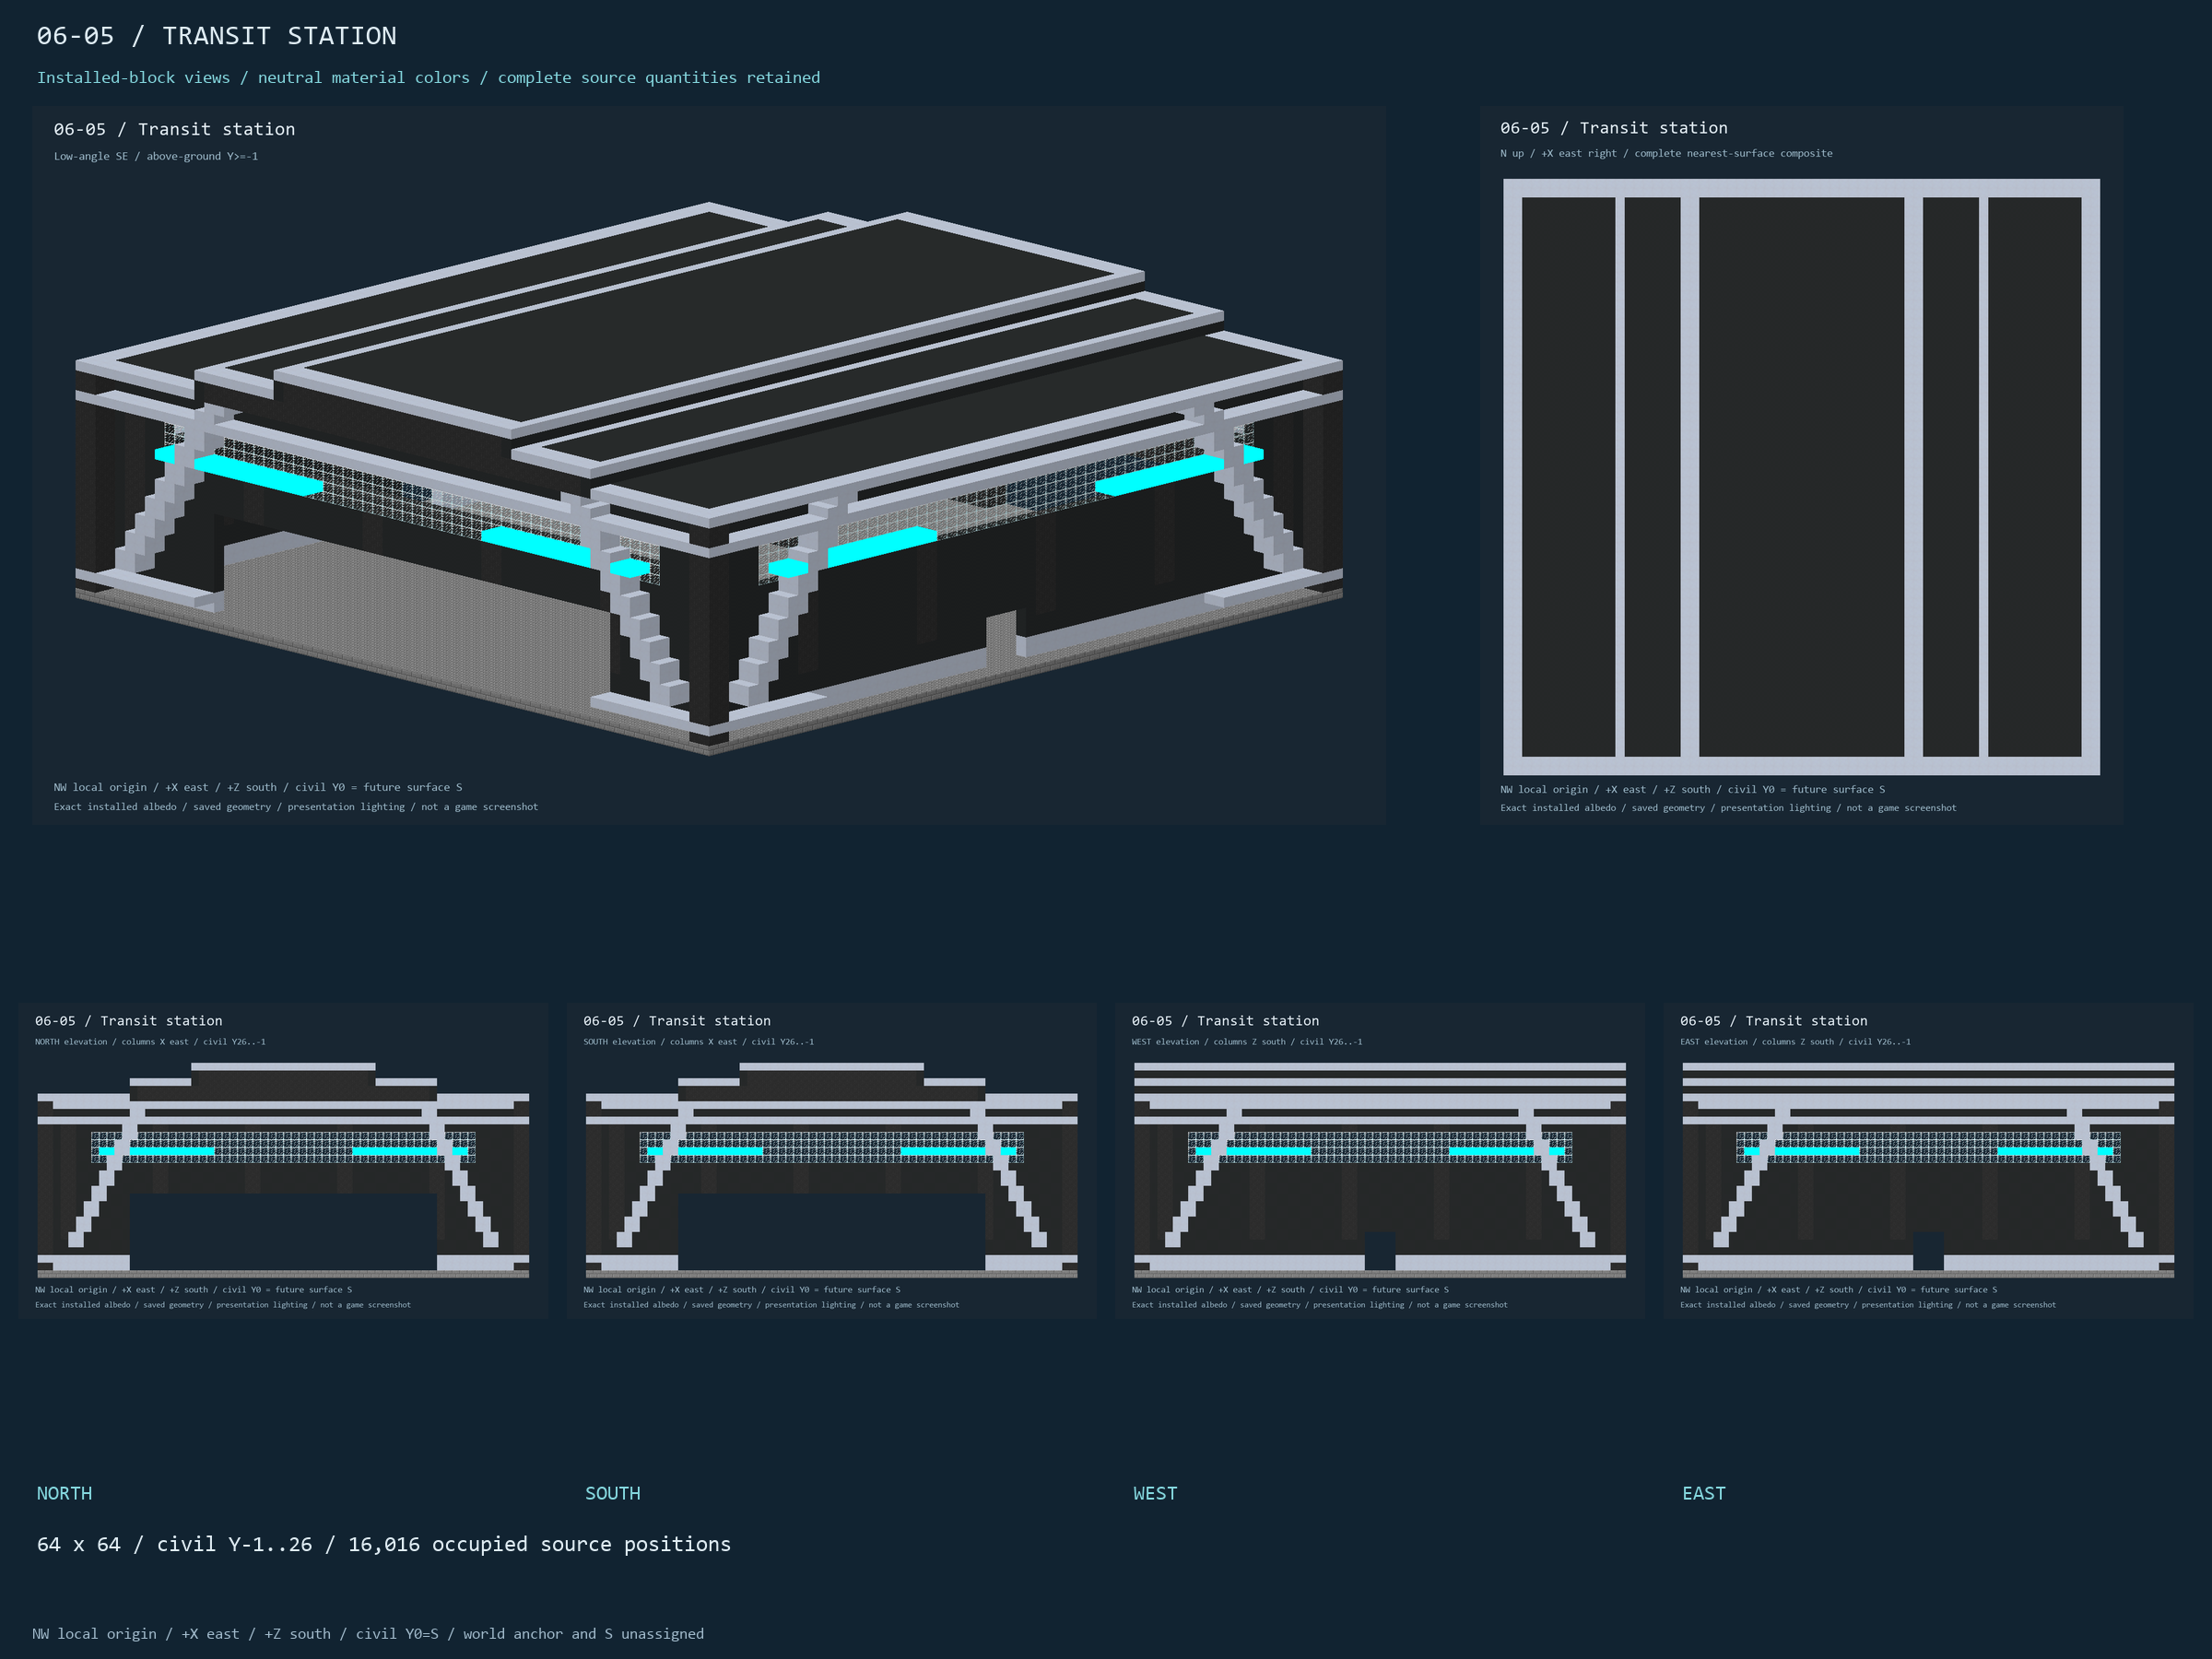 06-05 / TRANSIT STATION
Installed-block views / neutral material colors / complete source quantities retained
06-05 / Transit station
Low-angle SE / above-ground Y>=-1
NW local origin / +X east / +Z south / civil Y0 = future surface S
Exact installed albedo / saved geometry / presentation lighting / not a game screenshot
06-05 / Transit station
N up / +X east right / complete nearest-surface composite
NW local origin / +X east / +Z south / civil Y0 = future surface S
Exact installed albedo / saved geometry / presentation lighting / not a game screenshot
06-05 / Transit station
NORTH elevation / columns X east / civil Y26..-1
NW local origin / +X east / +Z south / civil Y0 = future surface S
Exact installed albedo / saved geometry / presentation lighting / not a game screenshot
06-05 / Transit station
SOUTH elevation / columns X east / civil Y26..-1
NW local origin / +X east / +Z south / civil Y0 = future surface S
Exact installed albedo / saved geometry / presentation lighting / not a game screenshot
06-05 / Transit station
WEST elevation / columns Z south / civil Y26..-1
NW local origin / +X east / +Z south / civil Y0 = future surface S
Exact installed albedo / saved geometry / presentation lighting / not a game screenshot
06-05 / Transit station
EAST elevation / columns Z south / civil Y26..-1
NW local origin / +X east / +Z south / civil Y0 = future surface S
Exact installed albedo / saved geometry / presentation lighting / not a game screenshot
NORTH
SOUTH
WEST
EAST
64 x 64 / civil Y-1..26 / 16,016 occupied source positions
NW local origin / +X east / +Z south / civil Y0=S / world anchor and S unassigned